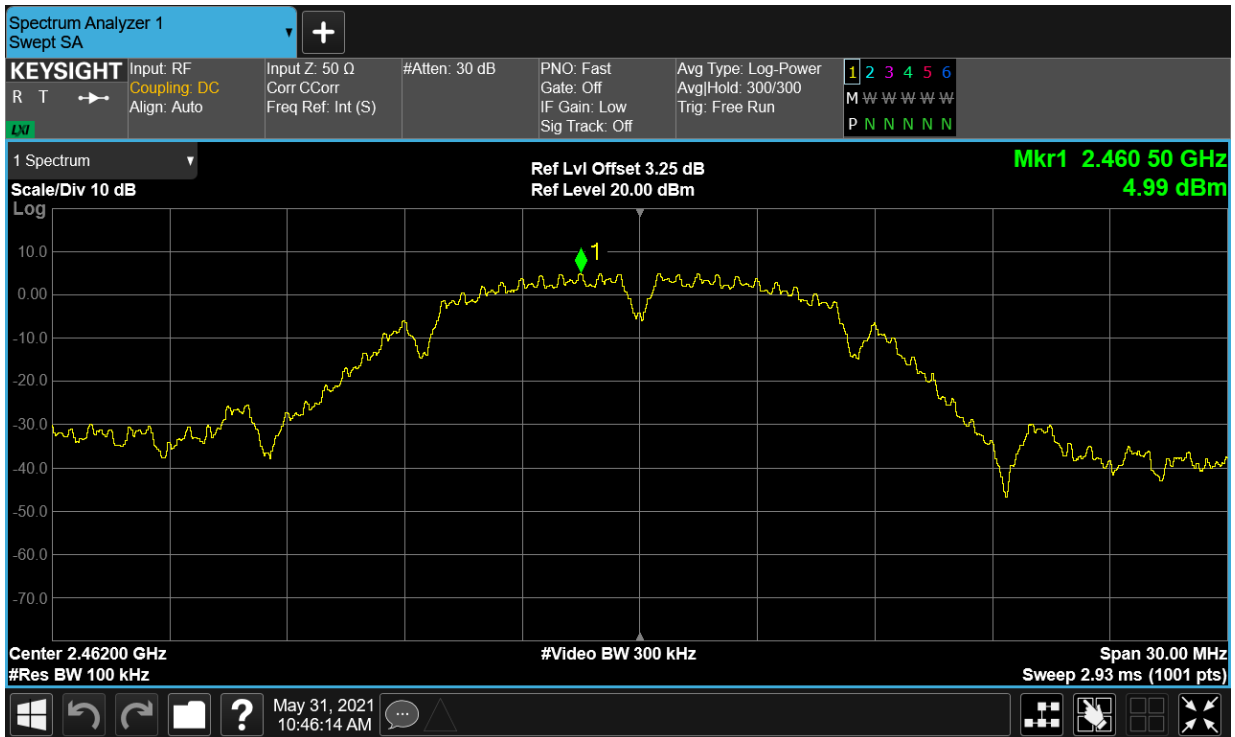 Spectrum Analyzer 1
Swept SA
+
KEYSIGHT
R T
LXI
Input: RF
Coupling: DC
Align: Auto
Input Z: 50 Ω
Corr CCorr
Freq Ref: Int (S)
#Atten: 30 dB
PNO: Fast
Gate: Off
IF Gain: Low
Sig Track: Off
Avg Type: Log-Power
Avg|Hold: 300/300
Trig: Free Run
1 2 3 4 5 6
M W W W W W
P N N N N N
1 Spectrum
Scale/Div 10 dB
Log
Ref Lvl Offset 3.25 dB
Ref Level 20.00 dBm
Mkr1 2.460 50 GHz
4.99 dBm
1
10.0
0.00
-10.0
-20.0
-30.0
-40.0
-50.0
-60.0
-70.0
Center 2.46200 GHz
#Res BW 100 kHz
#Video BW 300 kHz
Span 30.00 MHz
Sweep 2.93 ms (1001 pts)
?
May 31, 2021
10:46:14 AM